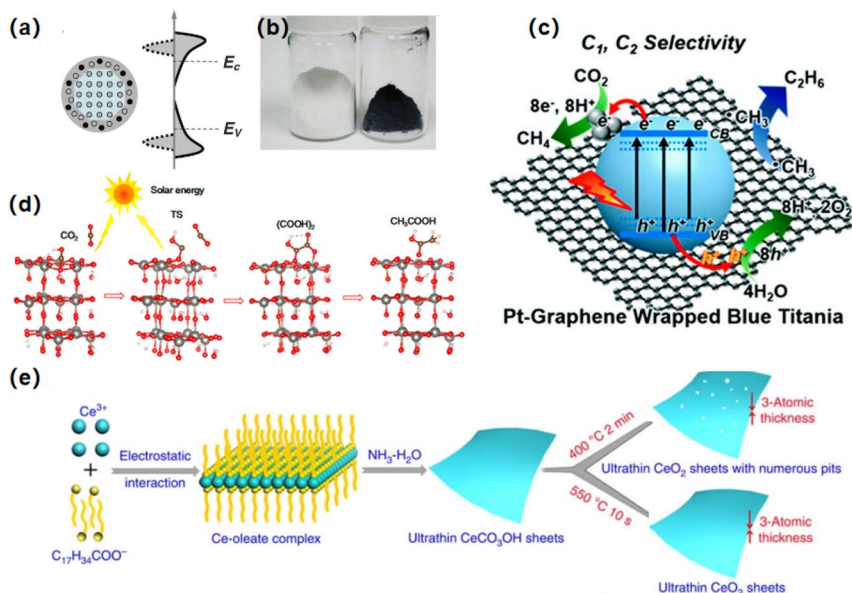 (a)
E_C
E_V
(b)
(c)
C₁, C₂ Selectivity
CO₂
8e⁻, 8H⁺
CH₄
e⁻
e⁻ e⁻ e
CB
C₂H₆
·CH₃
·CH₃
h⁺ h⁺ h⁺
VB
h⁺ h⁺
8h⁺
8H⁺, 2O₂
4H₂O
Pt-Graphene Wrapped Blue Titania
(d)
Solar energy
CO₂
TS
(COOH)₂
CH₃COOH
(e)
Ce³⁺
+
C₁₇H₃₄COO⁻
Electrostatic
interaction
Ce-oleate complex
NH₃-H₂O
Ultrathin CeCO₃OH sheets
400 °C 2 min
550 °C 10 s
3-Atomic
thickness
Ultrathin CeO₂ sheets with numerous pits
3-Atomic
thickness
Ultrathin CeO₂ sheets